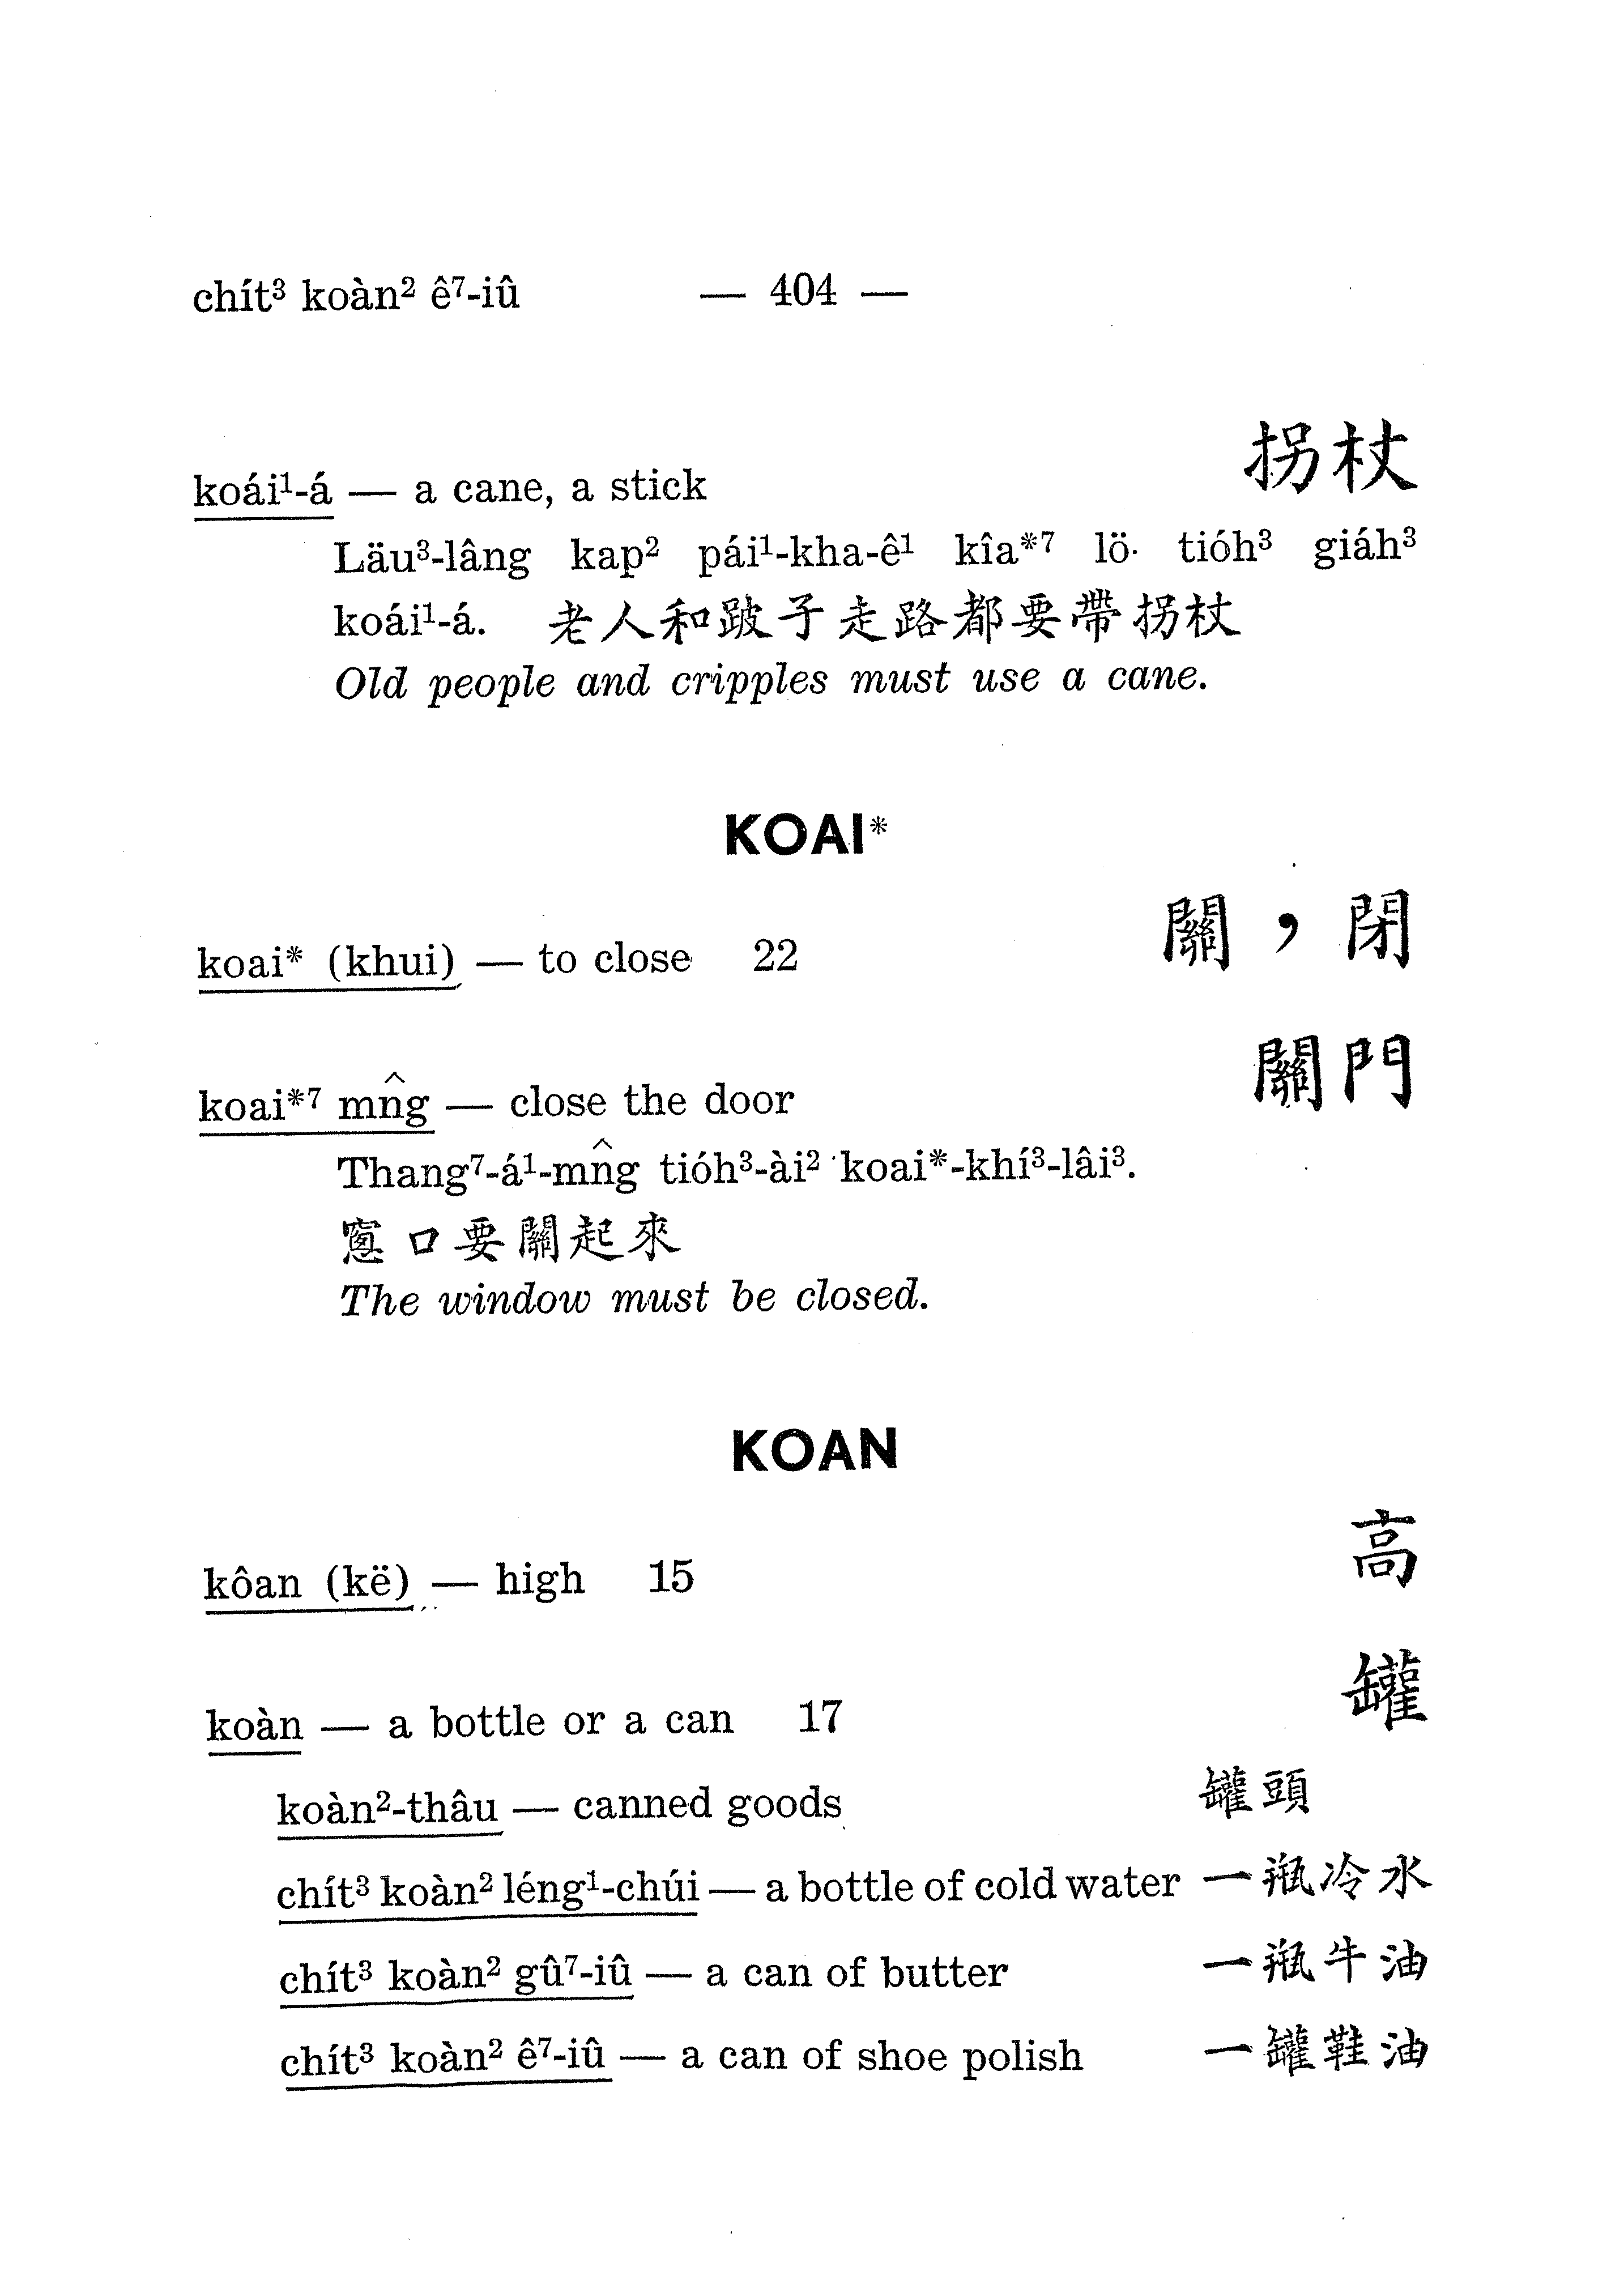 chít³ koàn² ê⁷-iû — 404 —
koái¹-á — a cane, a stick 拐杖
Läu³-lâng kap² pái¹-kha-ê¹ kîa*⁷ lö· tióh³ giáh³
koái¹-á. 老人和跛子走路都要帶拐杖
Old people and cripples must use a cane.
KOAI*
koai* (khui) — to close 22 關，閉
koai*⁷ mn̂g — close the door 關門
Thang⁷-á¹-mn̂g tióh³-ài² koai*-khí³-lâi³.
窻口要關起來
The window must be closed.
KOAN
kôan (kë) — high 15 高
koàn — a bottle or a can 17 罐
koàn²-thâu — canned goods 罐頭
chít³ koàn² léng¹-chúi — a bottle of cold water 一瓶冷水
chít³ koàn² gû⁷-iû — a can of butter 一瓶牛油
chít³ koàn² ê⁷-iû — a can of shoe polish 一罐鞋油